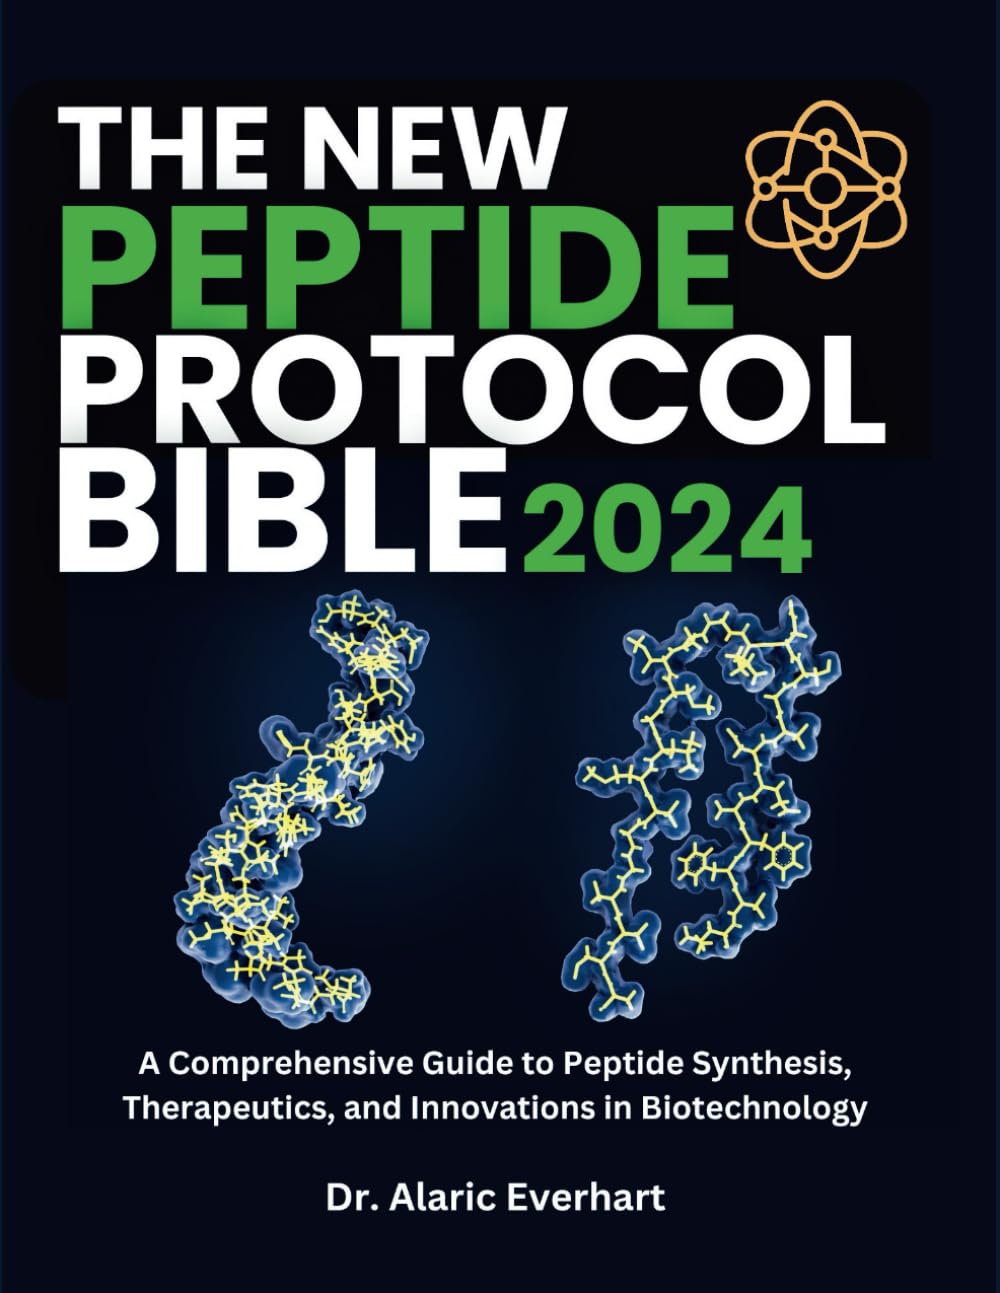 THE NEW
PEPTIDE
PROTOCOL
BIBLE 2024
A Comprehensive Guide to Peptide Synthesis,
Therapeutics, and Innovations in Biotechnology
Dr. Alaric Everhart